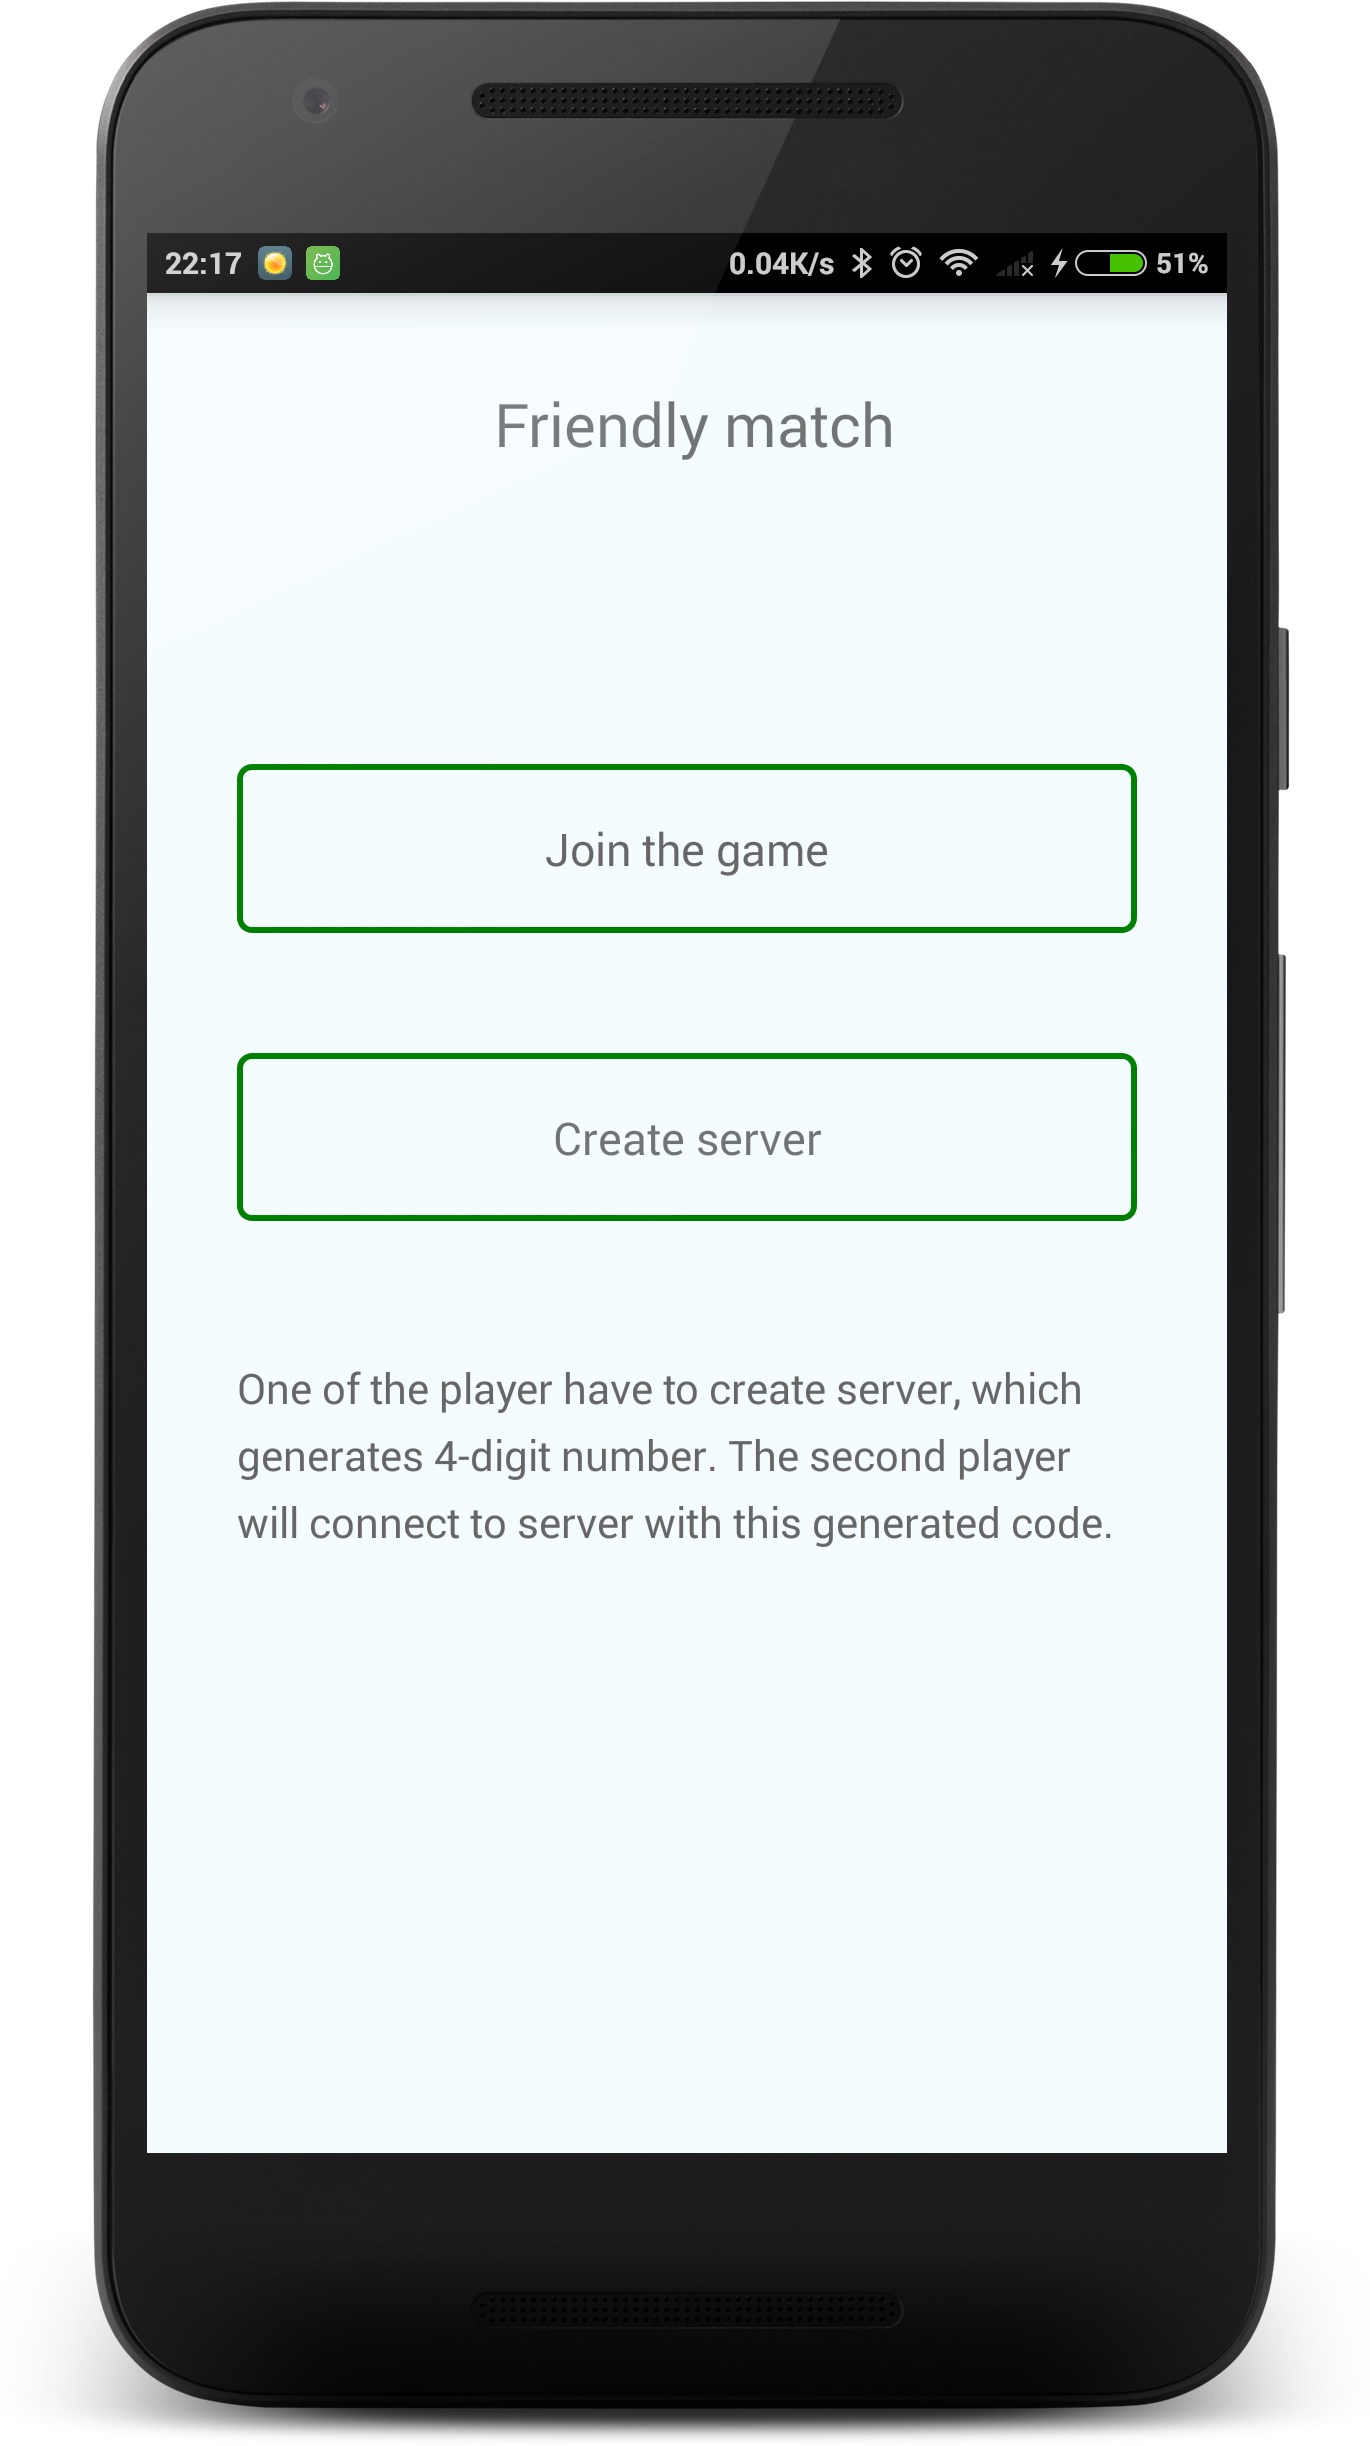 22:17 0.04K/s 51%
Friendly match
Join the game
Create server
One of the player have to create server, which
generates 4-digit number. The second player
will connect to server with this generated code.